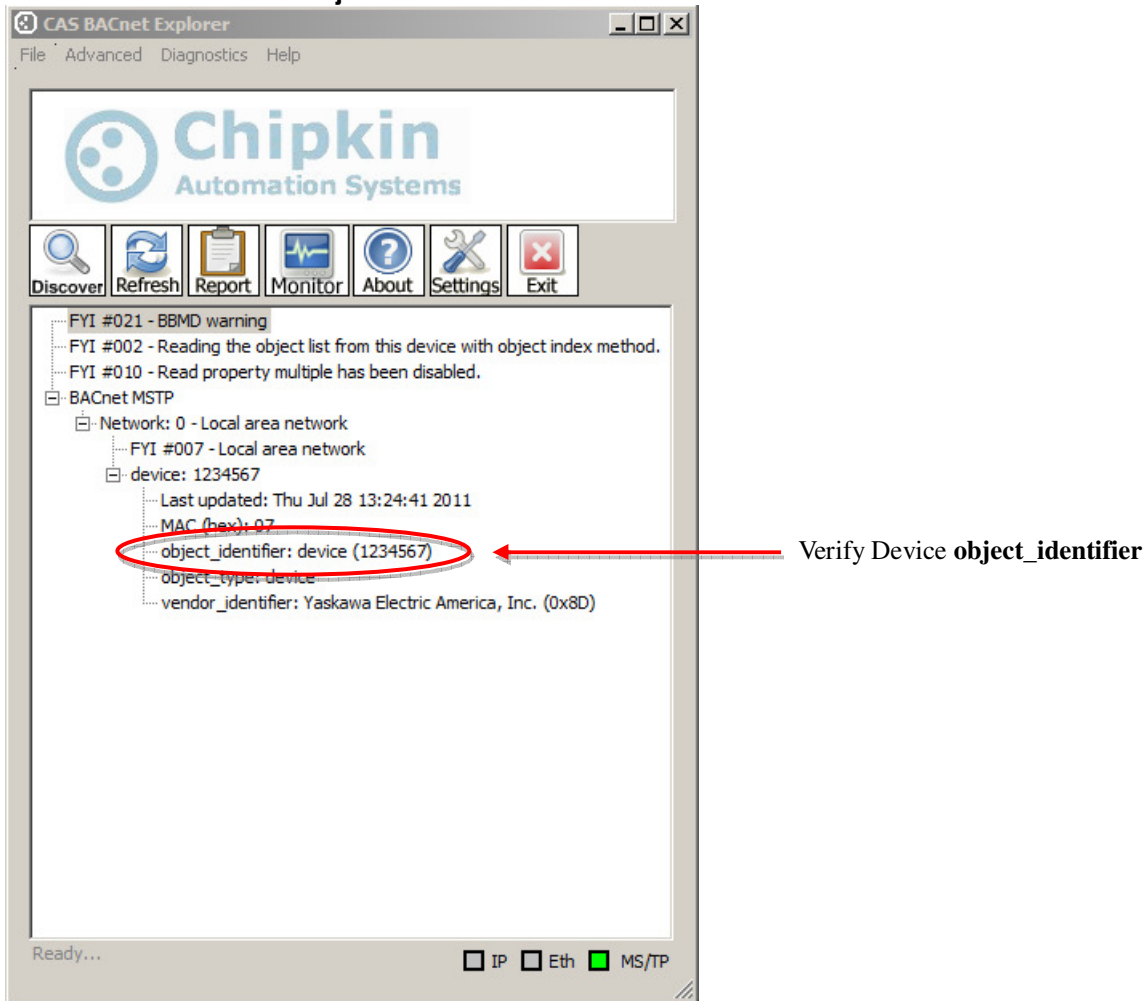 CAS BACnet Explorer
File Advanced Diagnostics Help
Chipkin
Automation Systems
Discover Refresh Report Monitor About Settings Exit
FYI #021 - BBMD warning
FYI #002 - Reading the object list from this device with object index method.
FYI #010 - Read property multiple has been disabled.
BACnet MSTP
Network: 0 - Local area network
FYI #007 - Local area network
device: 1234567
Last updated: Thu Jul 28 13:24:41 2011
MAC (hex): 07
object_identifier: device (1234567)
Verify Device object_identifier
object_type: device
vendor_identifier: Yaskawa Electric America, Inc. (0x8D)
Ready...
IP Eth MS/TP